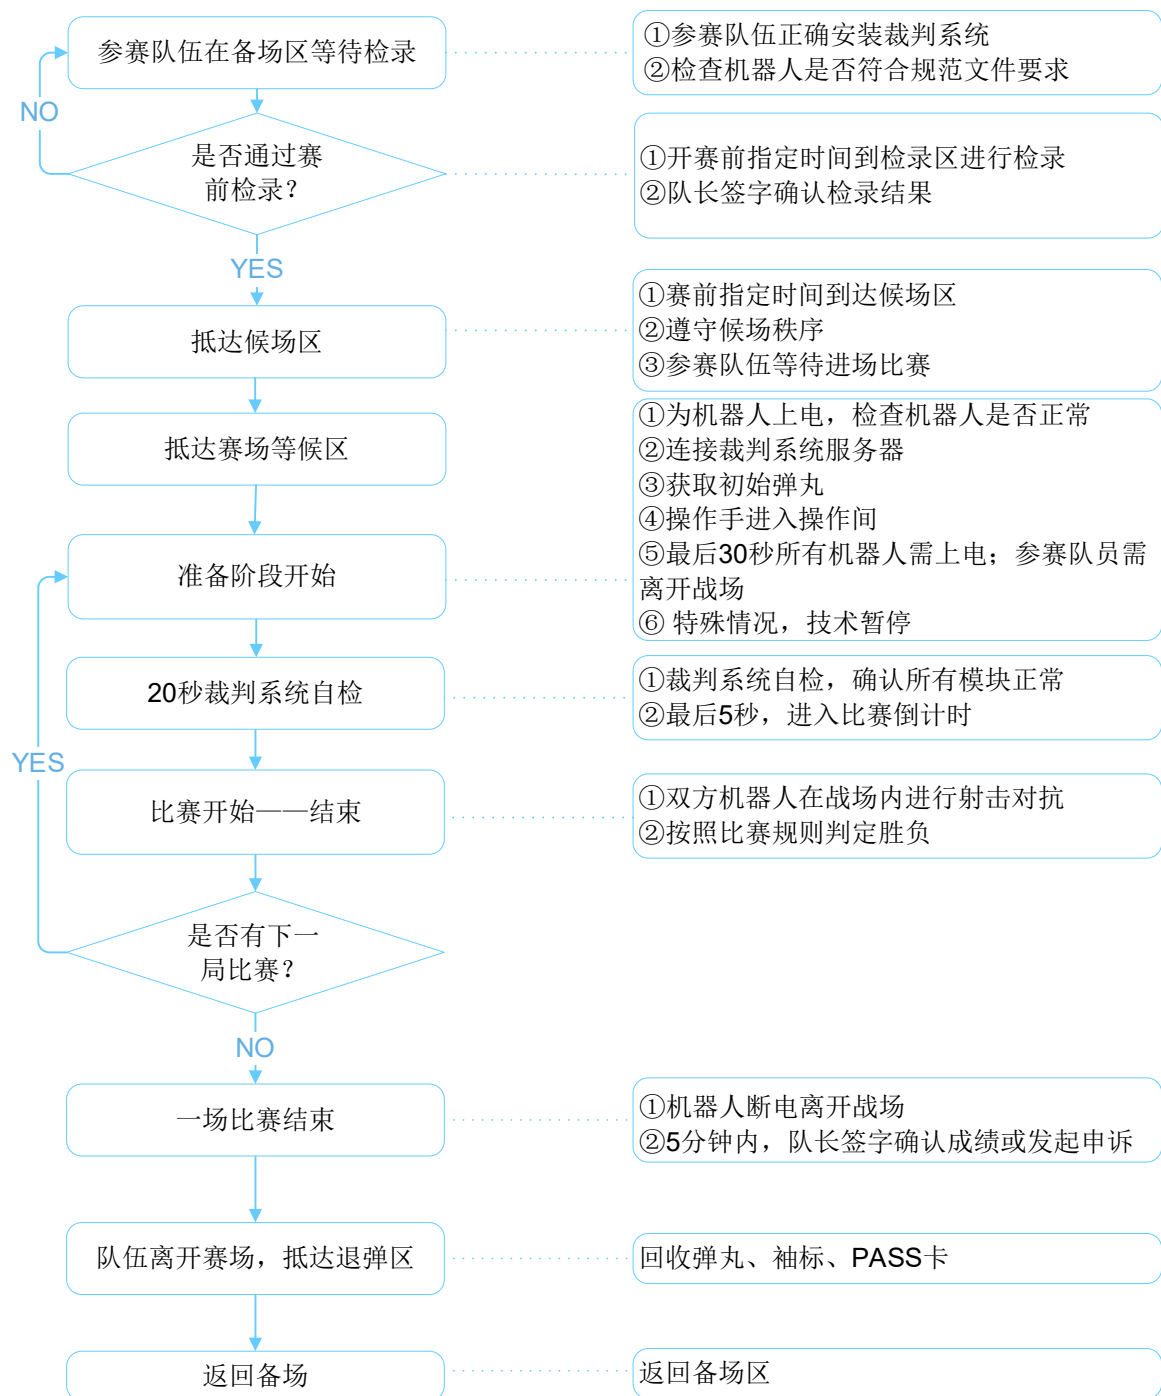 参赛队伍在备场区等待检录
①参赛队伍正确安装裁判系统
②检查机器人是否符合规范文件要求
NO
是否通过赛
前检录？
①开赛前指定时间到检录区进行检录
②队长签字确认检录结果
YES
抵达候场区
①赛前指定时间到达候场区
②遵守候场秩序
③参赛队伍等待进场比赛
抵达赛场等候区
①为机器人上电，检查机器人是否正常
②连接裁判系统服务器
③获取初始弹丸
④操作手进入操作间
⑤最后30秒所有机器人需上电；参赛队员需
离开战场
⑥ 特殊情况，技术暂停
准备阶段开始
20秒裁判系统自检
①裁判系统自检，确认所有模块正常
②最后5秒，进入比赛倒计时
YES
比赛开始——结束
①双方机器人在战场内进行射击对抗
②按照比赛规则判定胜负
是否有下一
局比赛？
NO
一场比赛结束
①机器人断电离开战场
②5分钟内，队长签字确认成绩或发起申诉
队伍离开赛场，抵达退弹区
回收弹丸、袖标、PASS卡
返回备场
返回备场区